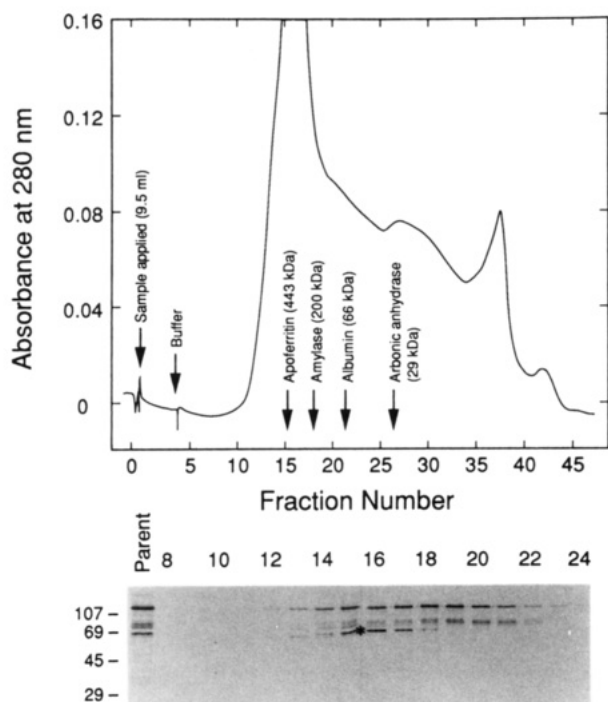 0.16
0.12
0.08
0.04
0
Absorbance at 280 nm
Sample applied (9.5 ml)
Buffer
Apoferritin (443 kDa)
Amylase (200 kDa)
Albumin (66 kDa)
Arbonic anhydrase
(29 kDa)
0 5 10 15 20 25 30 35 40 45
Fraction Number
Parent 8 10 12 14 16 18 20 22 24
107 –
69 –
45 –
29 –